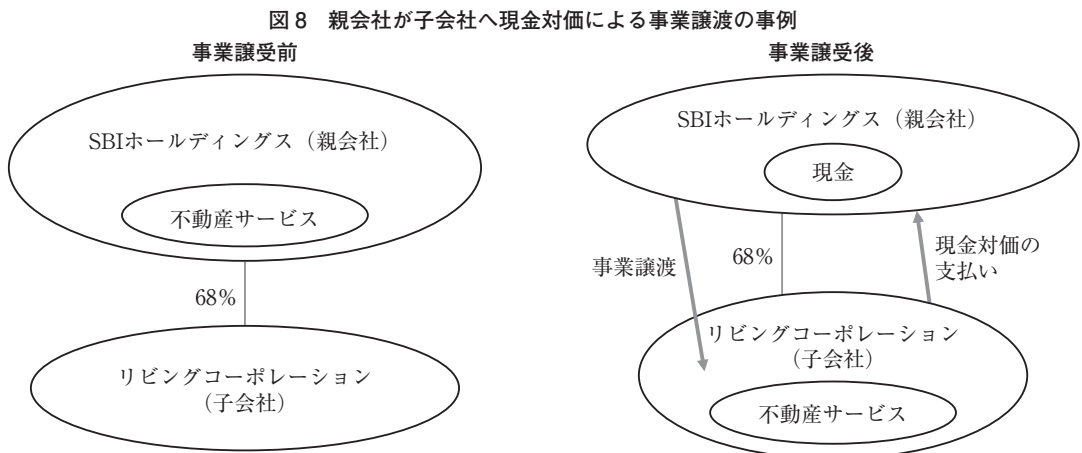 図8　親会社が子会社へ現金対価による事業譲渡の事例
事業譲受前
SBIホールディングス（親会社）
不動産サービス
68%
リビングコーポレーション
（子会社）
事業譲受後
SBIホールディングス（親会社）
現金
事業譲渡
68%
現金対価の
支払い
リビングコーポレーション
（子会社）
不動産サービス